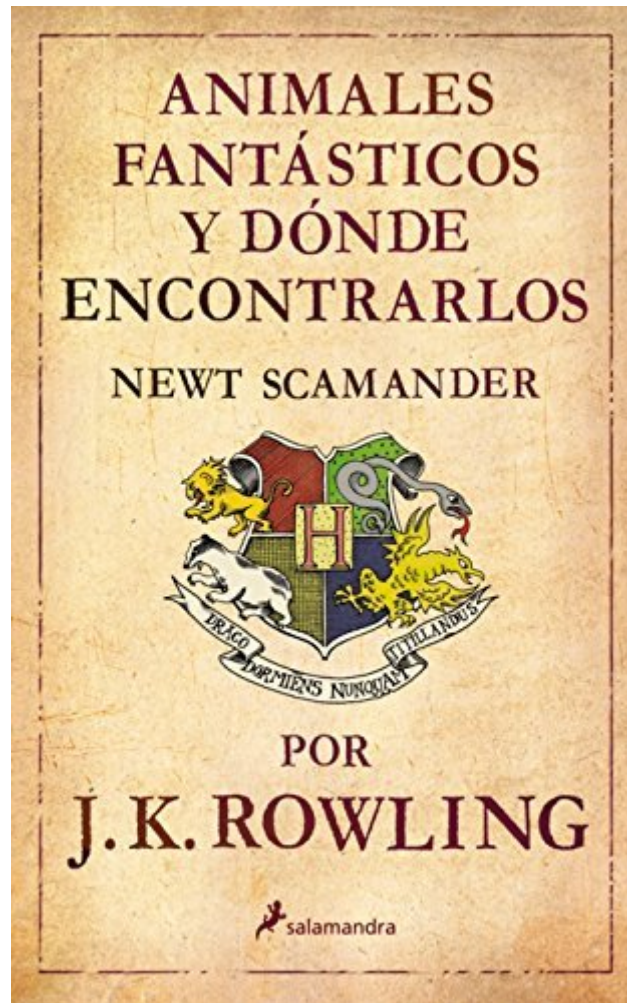 ANIMALES
FANTÁSTICOS
Y DÓNDE
ENCONTRARLOS
NEWT SCAMANDER
H
DRACO
DORMIENS NUNQUAM
TITILLANDUS
POR
J. K. ROWLING
salamandra